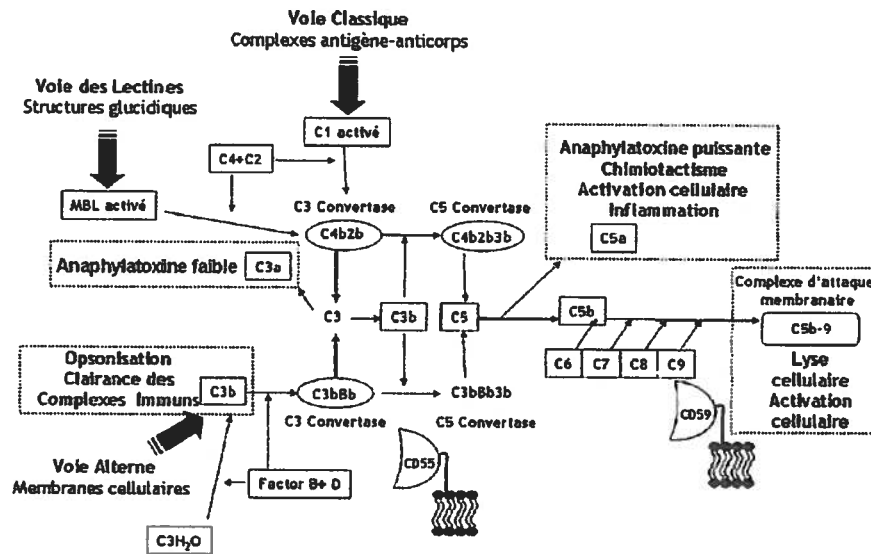 Voie Classique
Complexes antigène-anticorps
Voie des Lectines
Structures glucidiques
C1 activé
C4+C2
MBL activé
Anaphylatoxine puissante
Chimiotactisme
Activation cellulaire
Inflammation
C5a
C3 Convertase
C5 Convertase
C4b2b
C4b2b3b
Anaphylatoxine faible
C3a
C3
C3b
C5
C5b
Complexe d'attaque
membranaire
C5b-9
C6
C7
C8
C9
Lyse
cellulaire
Activation
cellulaire
Opsonisation
Clairance des
Complexes Immuns
C3b
C3bBb
C3bBb3b
C3 Convertase
C5 Convertase
CD59
CD55
Voie Alterne
Membranes cellulaires
Factor B+ D
C3H₂O